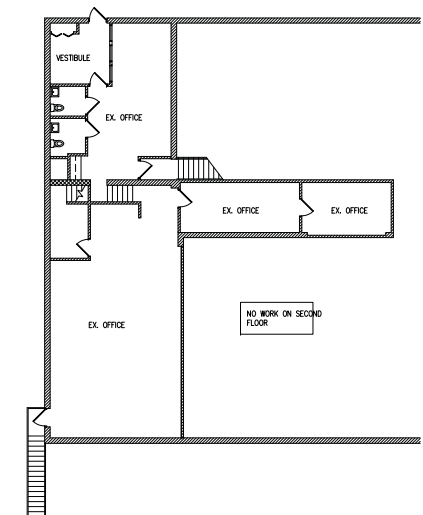 VESTIBULE
EX. OFFICE
EX. OFFICE
EX. OFFICE
NO WORK ON SECOND
FLOOR
EX. OFFICE